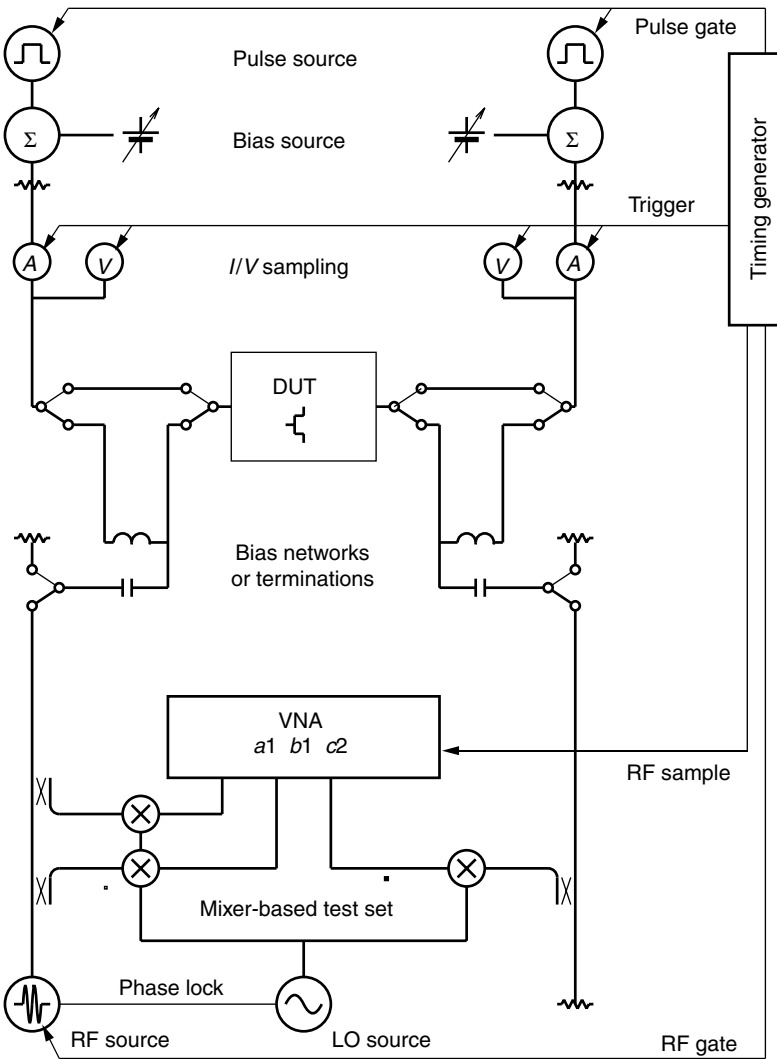 Pulse gate
Pulse source
Σ
Σ
Bias source
Timing generator
Trigger
A
V
I/V sampling
V
A
DUT
Bias networks
or terminations
VNA
a1 b1 c2
RF sample
Mixer-based test set
Phase lock
RF source
LO source
RF gate